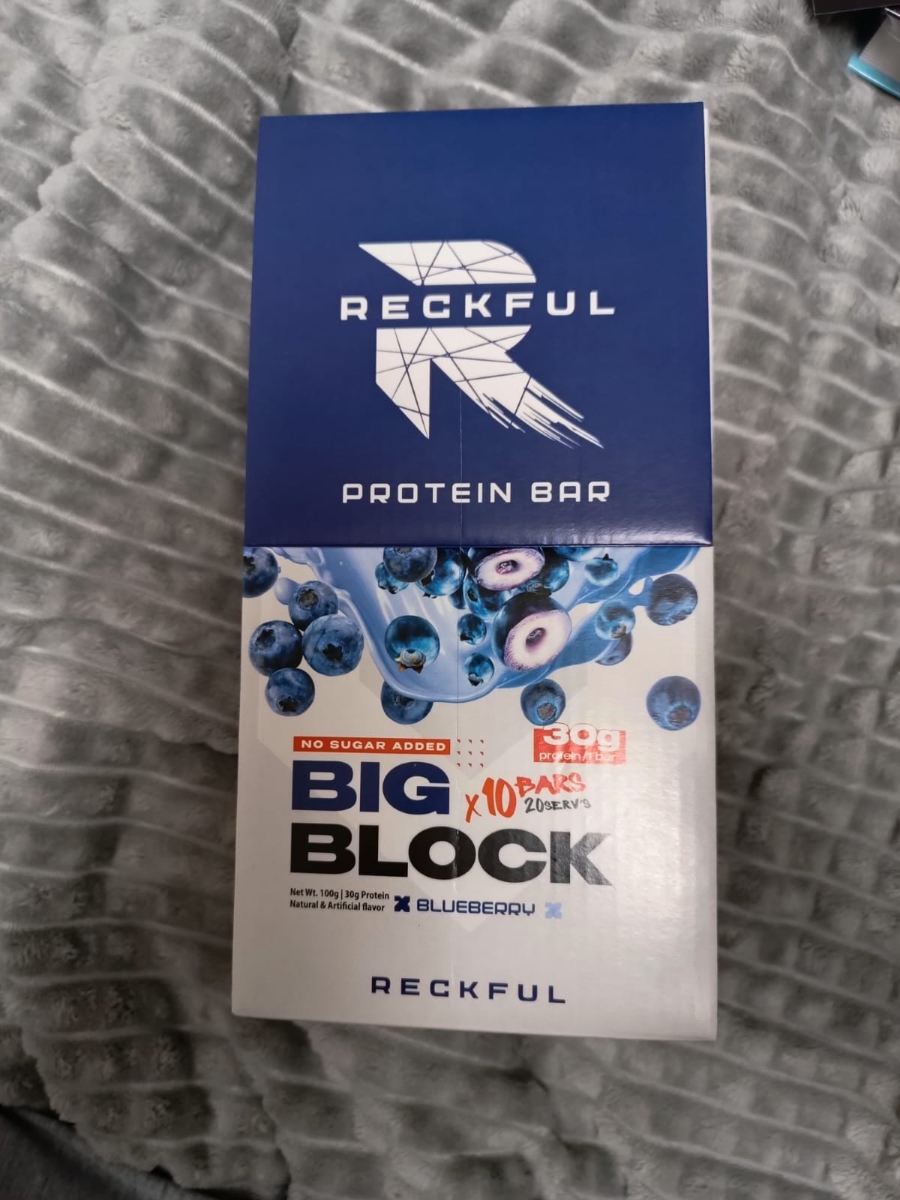 RECKFUL
PROTEIN BAR
NO SUGAR ADDED
30g
protein/1 bar
BIG
x10 BARS
20SERV'S
BLOCK
Net Wt. 100g | 30g Protein
Natural & Artificial flavor
BLUEBERRY
RECKFUL